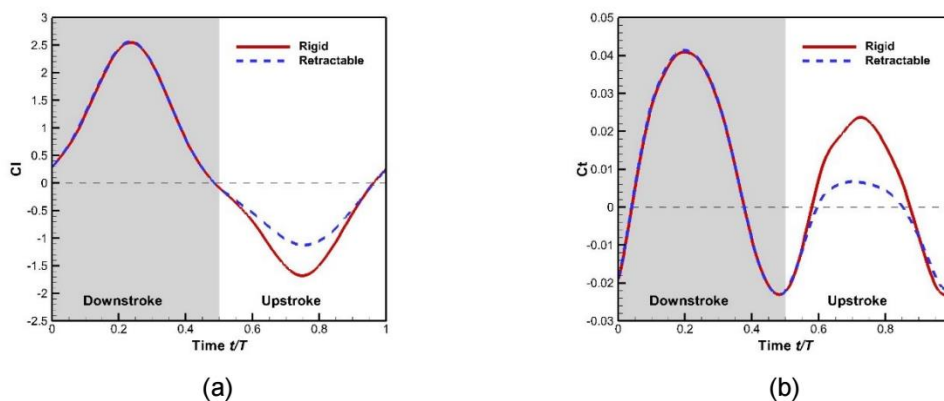 3
2.5
2
1.5
1
0.5
0
-0.5
-1
-1.5
-2
-2.5
Cl
Rigid
Retractable
Downstroke
Upstroke
0
0.2
0.4
0.6
0.8
1
Time t/T
(a)
0.05
0.04
0.03
0.02
0.01
0
-0.01
-0.02
-0.03
Ct
Rigid
Retractable
Downstroke
Upstroke
0
0.2
0.4
0.6
0.8
Time t/T
(b)